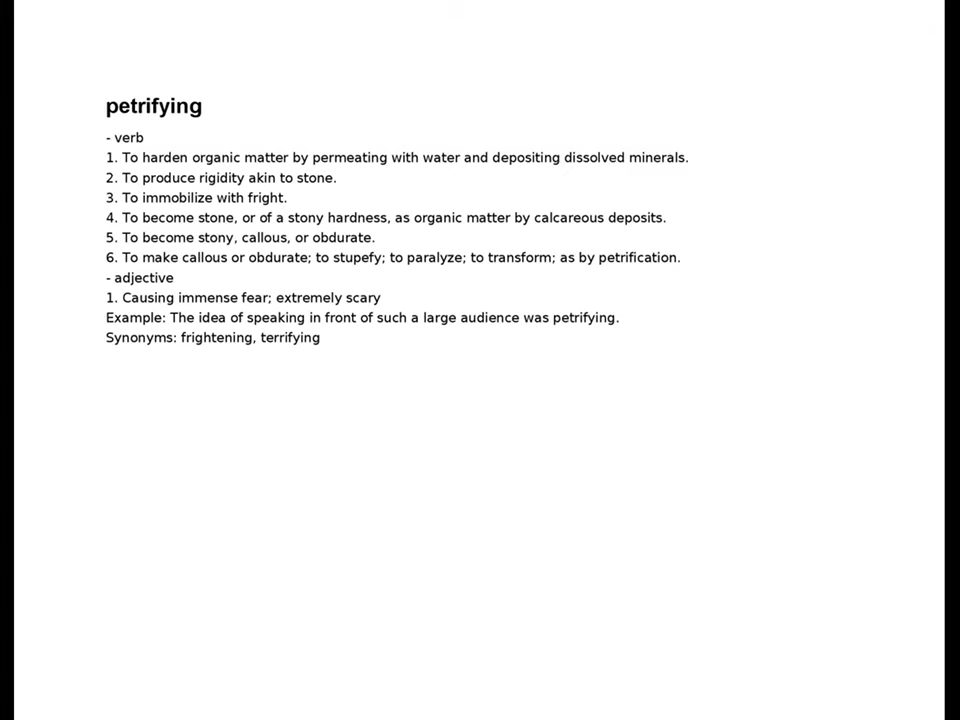 petrifying
- verb
1. To harden organic matter by permeating with water and depositing dissolved minerals.
2. To produce rigidity akin to stone.
3. To immobilize with fright.
4. To become stone, or of a stony hardness, as organic matter by calcareous deposits.
5. To become stony, callous, or obdurate.
6. To make callous or obdurate; to stupefy; to paralyze; to transform; as by petrification.
- adjective
1. Causing immense fear; extremely scary
Example: The idea of speaking in front of such a large audience was petrifying.
Synonyms: frightening, terrifying